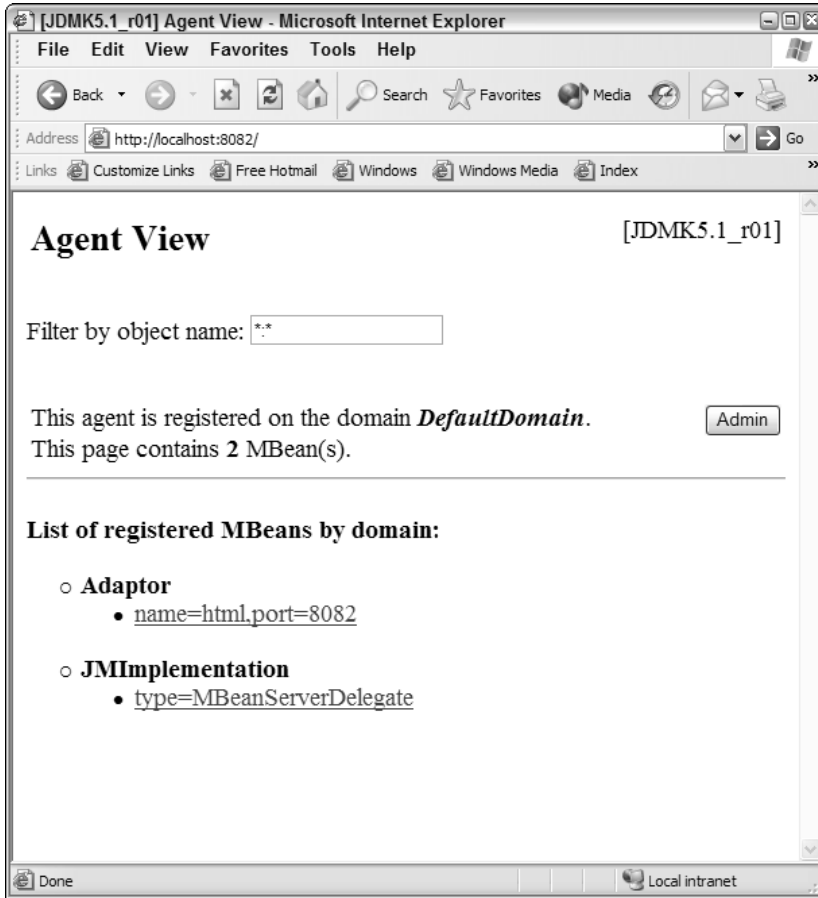 [JDMK5.1_r01] Agent View - Microsoft Internet Explorer
File Edit View Favorites Tools Help
Back Search Favorites Media
Address http://localhost:8082/ Go
Links Customize Links Free Hotmail Windows Windows Media Index
Agent View [JDMK5.1_r01]
Filter by object name: *:*
This agent is registered on the domain DefaultDomain. Admin
This page contains 2 MBean(s).
List of registered MBeans by domain:
Adaptor
name=html,port=8082
JMImplementation
type=MBeanServerDelegate
Done Local intranet